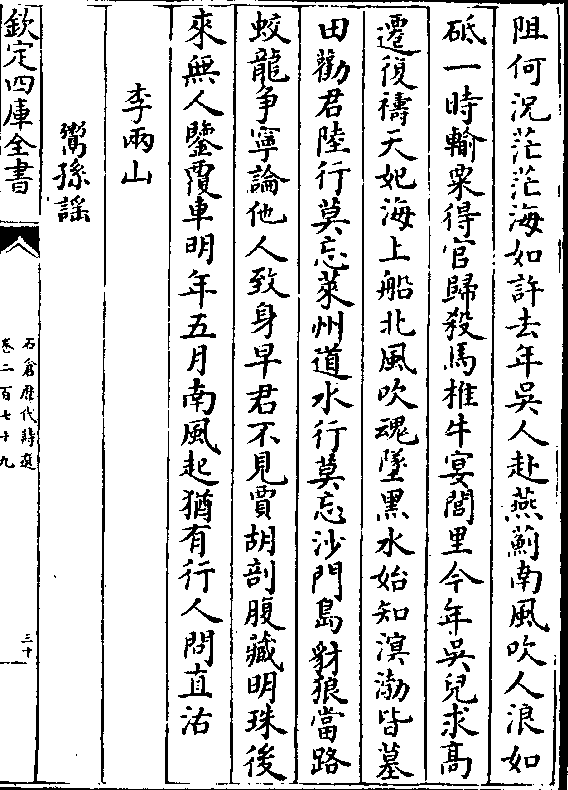 阻何況茫茫海如許去年吳人赴燕薊南風吹人浪如
砥一時輸粟得官歸殺馬椎牛宴閭里今年吳兒求髙
遷復禱天妃海上船北風吹魂墜黒水始知溟渤皆墓
田勸君陸行莫忘萊州道水行莫忘沙門島豺狼當路
蛟龍争寧論他人致身早君不見賈胡剖腹藏明珠後
來無人鑒覆車明年五月南風起猶有行人問直沽
李兩山
鬻孫謡
欽定四庫全書
石倉歴代詩選
卷二百七十九
三十